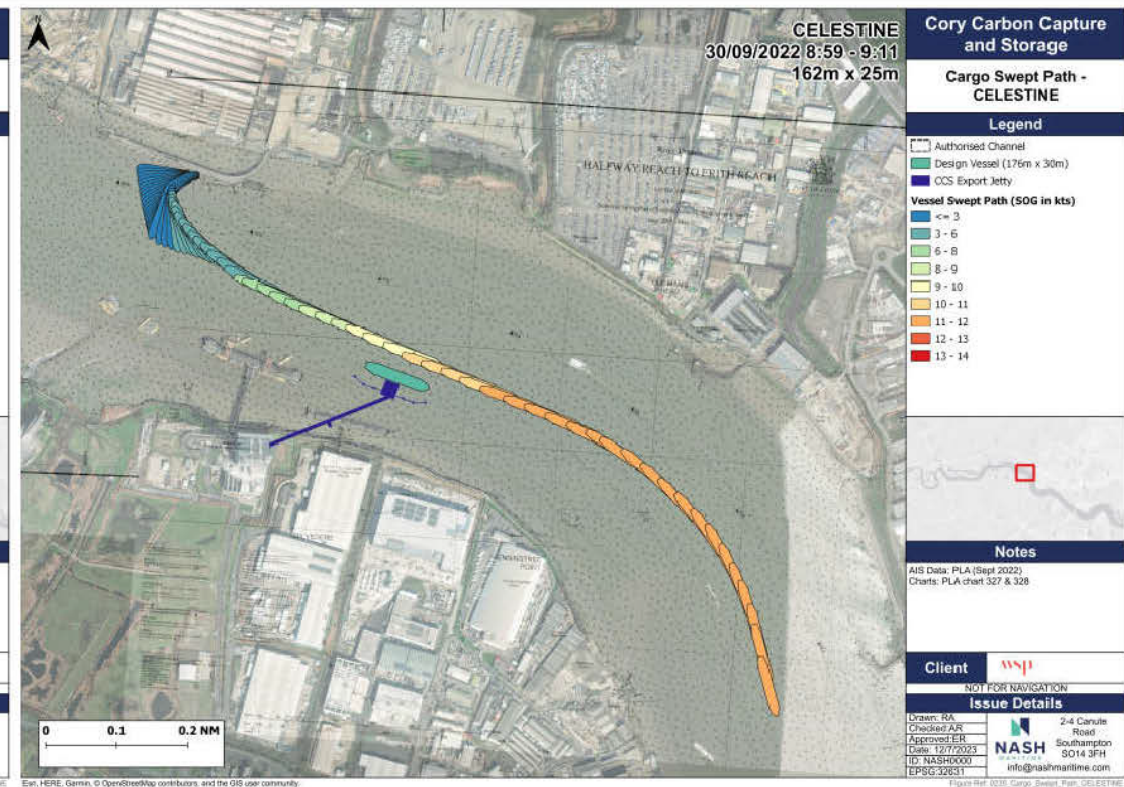 N
CELESTINE
30/09/2022 8:59 - 9:11
162m x 25m
HALFWAY REACH TO ERITH REACH
0 0.1 0.2 NM
Cory Carbon Capture
and Storage
Cargo Swept Path -
CELESTINE
Legend
Authorised Channel
Design Vessel (176m x 30m)
CCS Export Jetty
Vessel Swept Path (SOG in kts)
<= 3
3 - 6
6 - 8
8 - 9
9 - 10
10 - 11
11 - 12
12 - 13
13 - 14
Notes
AIS Data: PLA (Sept 2022)
Charts: PLA chart 327 & 328
Client
wsp
NOT FOR NAVIGATION
Issue Details
Drawn: RA
Checked:AR
Approved:ER
Date: 12/7/2023
ID: NASH0000
EPSG:32631
NASH
MARITIME
2-4 Canute
Road
Southampton
SO14 3FH
info@nashmaritime.com
Esri, HERE, Garmin, © OpenStreetMap contributors, and the GIS user community.
Figure Ref: 0235_Cargo_Swept_Path_CELESTINE